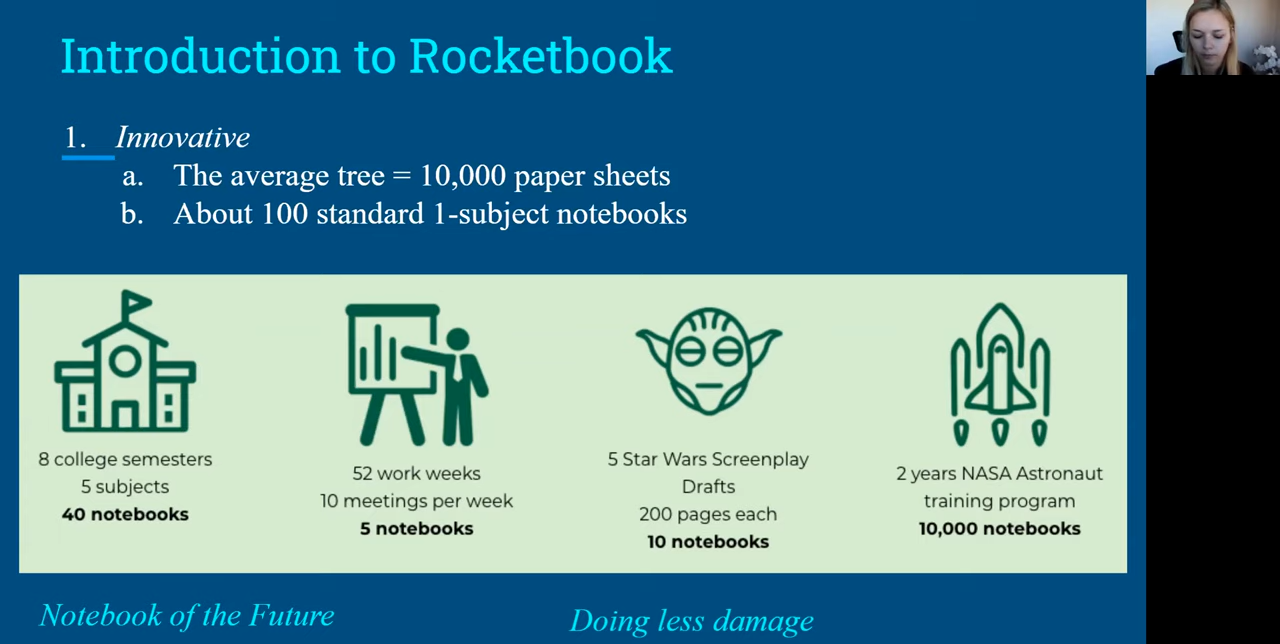 Introduction to Rocketbook
1. Innovative
a. The average tree = 10,000 paper sheets
b. About 100 standard 1-subject notebooks
8 college semesters
5 subjects
40 notebooks
52 work weeks
10 meetings per week
5 notebooks
5 Star Wars Screenplay
Drafts
200 pages each
10 notebooks
2 years NASA Astronaut
training program
10,000 notebooks
Notebook of the Future
Doing less damage